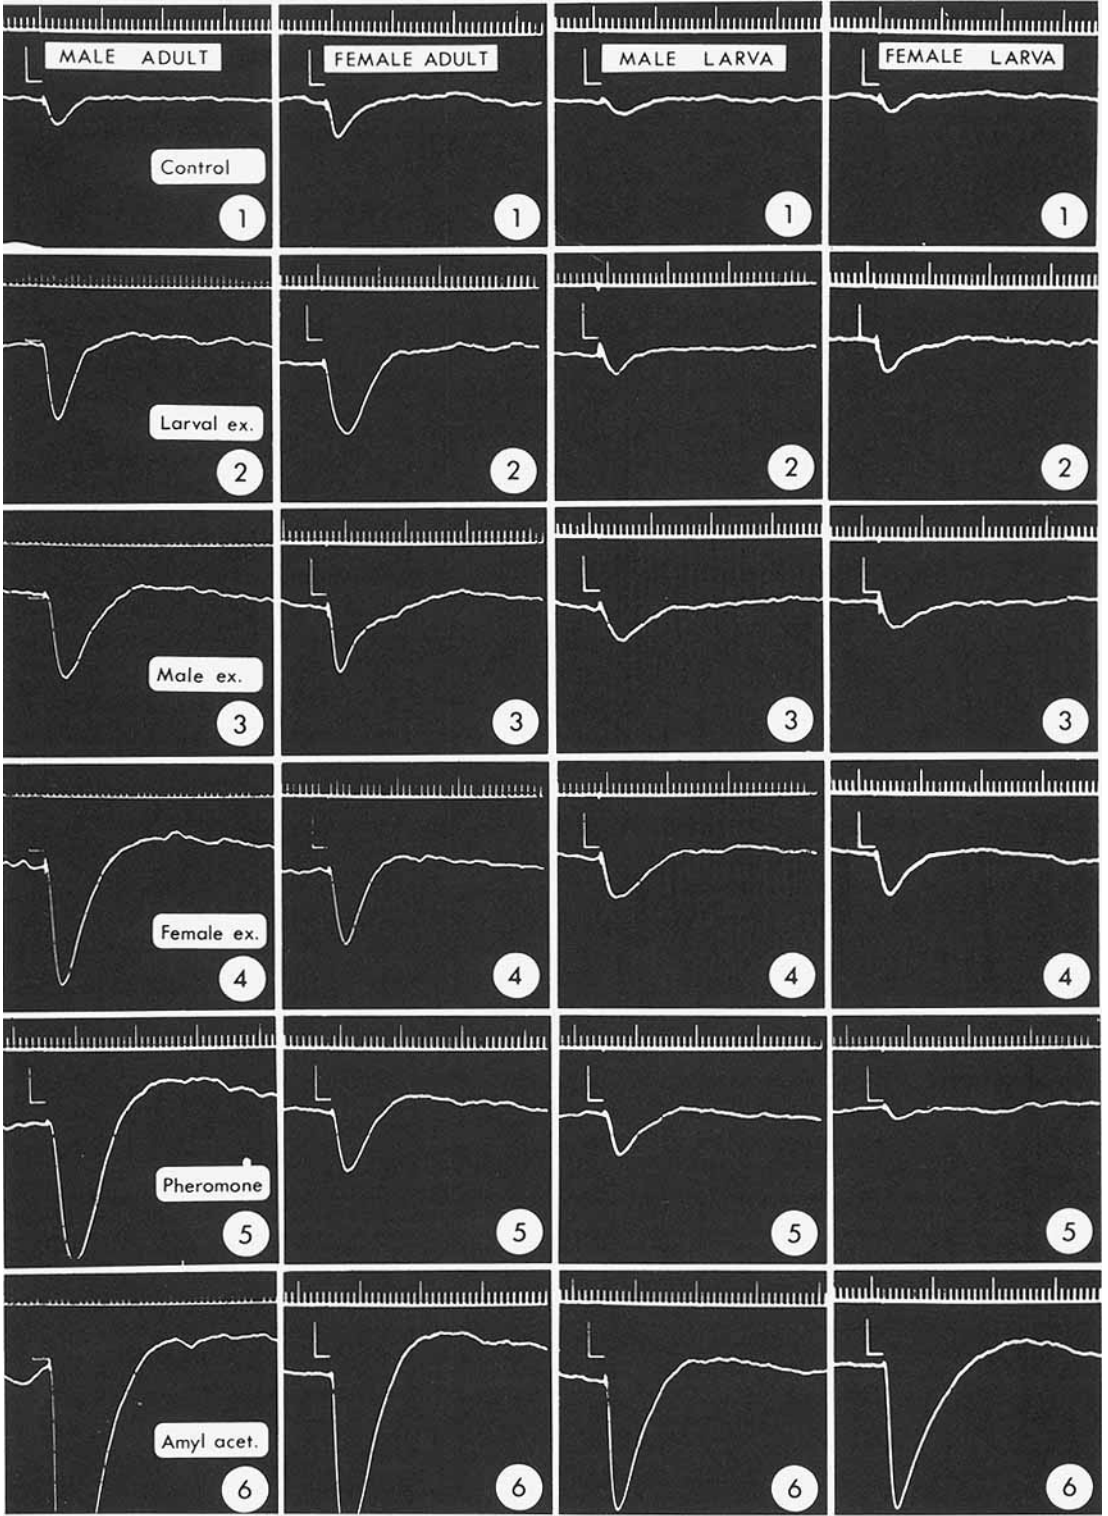 MALE ADULT
FEMALE ADULT
MALE LARVA
FEMALE LARVA
Control
1
1
1
1
Larval ex.
2
2
2
2
Male ex.
3
3
3
3
Female ex.
4
4
4
4
Pheromone
5
5
5
5
Amyl acet.
6
6
6
6